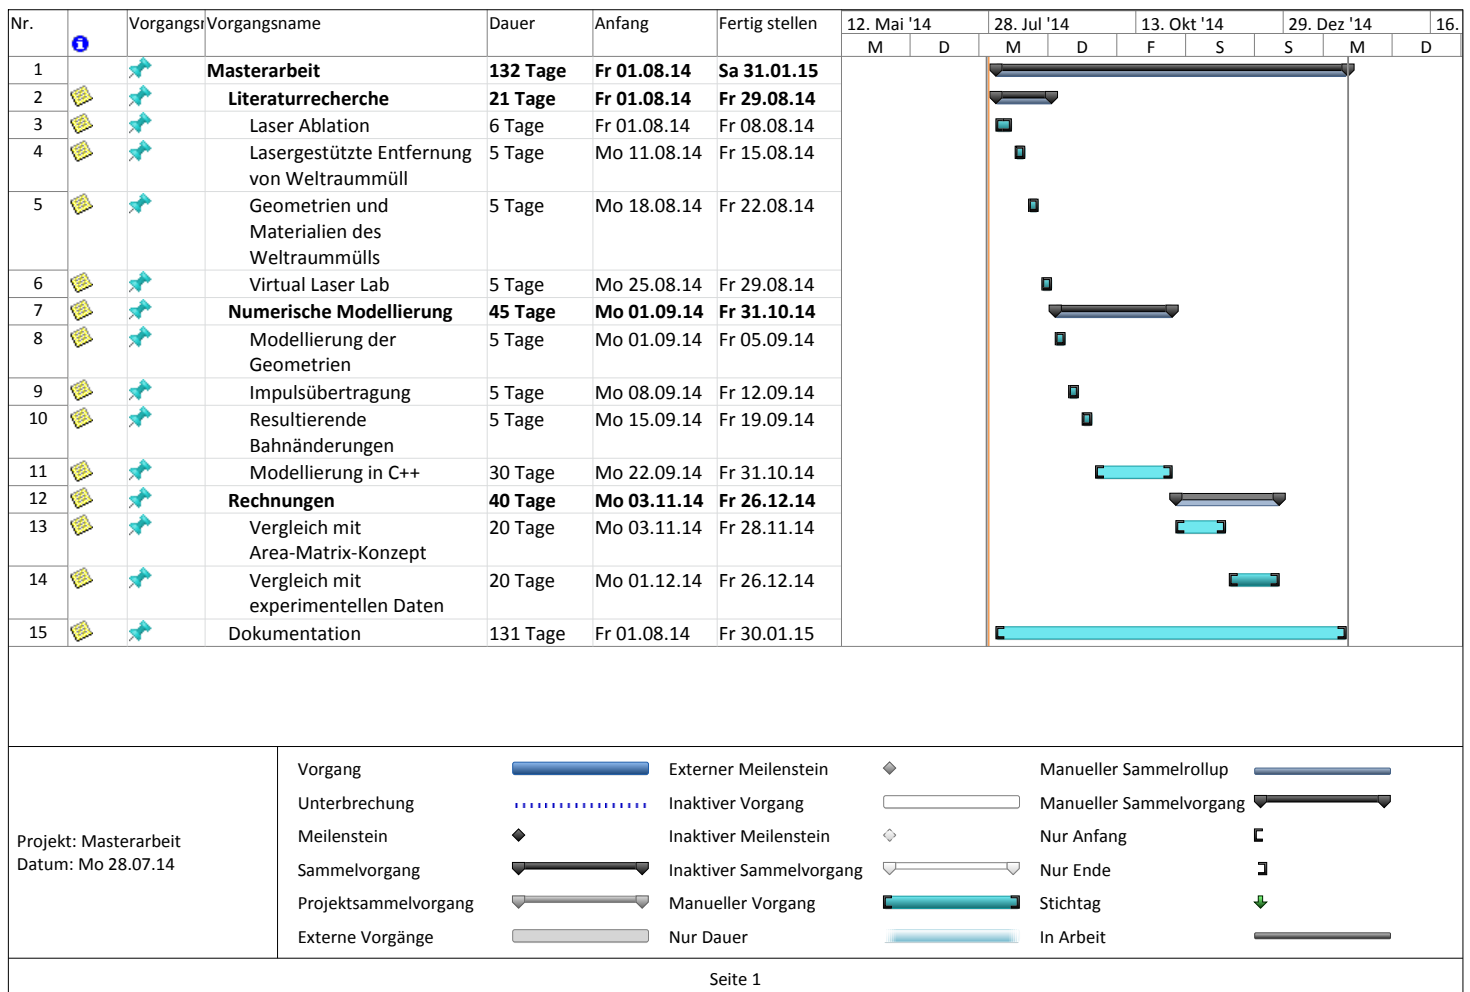 Nr. Vorgangsr Vorgangsname Dauer Anfang Fertig stellen 12. Mai '14 28. Jul '14 13. Okt '14 29. Dez '14 16.
M D M D F S S M D
1 Masterarbeit 132 Tage Fr 01.08.14 Sa 31.01.15
2 Literaturrecherche 21 Tage Fr 01.08.14 Fr 29.08.14
3 Laser Ablation 6 Tage Fr 01.08.14 Fr 08.08.14
4 Lasergestützte Entfernung 5 Tage Mo 11.08.14 Fr 15.08.14
von Weltraummüll
5 Geometrien und 5 Tage Mo 18.08.14 Fr 22.08.14
Materialien des
Weltraummülls
6 Virtual Laser Lab 5 Tage Mo 25.08.14 Fr 29.08.14
7 Numerische Modellierung 45 Tage Mo 01.09.14 Fr 31.10.14
8 Modellierung der 5 Tage Mo 01.09.14 Fr 05.09.14
Geometrien
9 Impulsübertragung 5 Tage Mo 08.09.14 Fr 12.09.14
10 Resultierende 5 Tage Mo 15.09.14 Fr 19.09.14
Bahnänderungen
11 Modellierung in C++ 30 Tage Mo 22.09.14 Fr 31.10.14
12 Rechnungen 40 Tage Mo 03.11.14 Fr 26.12.14
13 Vergleich mit 20 Tage Mo 03.11.14 Fr 28.11.14
Area-Matrix-Konzept
14 Vergleich mit 20 Tage Mo 01.12.14 Fr 26.12.14
experimentellen Daten
15 Dokumentation 131 Tage Fr 01.08.14 Fr 30.01.15
Projekt: Masterarbeit
Datum: Mo 28.07.14
Vorgang Externer Meilenstein Manueller Sammelrollup
Unterbrechung Inaktiver Vorgang Manueller Sammelvorgang
Meilenstein Inaktiver Meilenstein Nur Anfang
Sammelvorgang Inaktiver Sammelvorgang Nur Ende
Projektsammelvorgang Manueller Vorgang Stichtag
Externe Vorgänge Nur Dauer In Arbeit
Seite 1